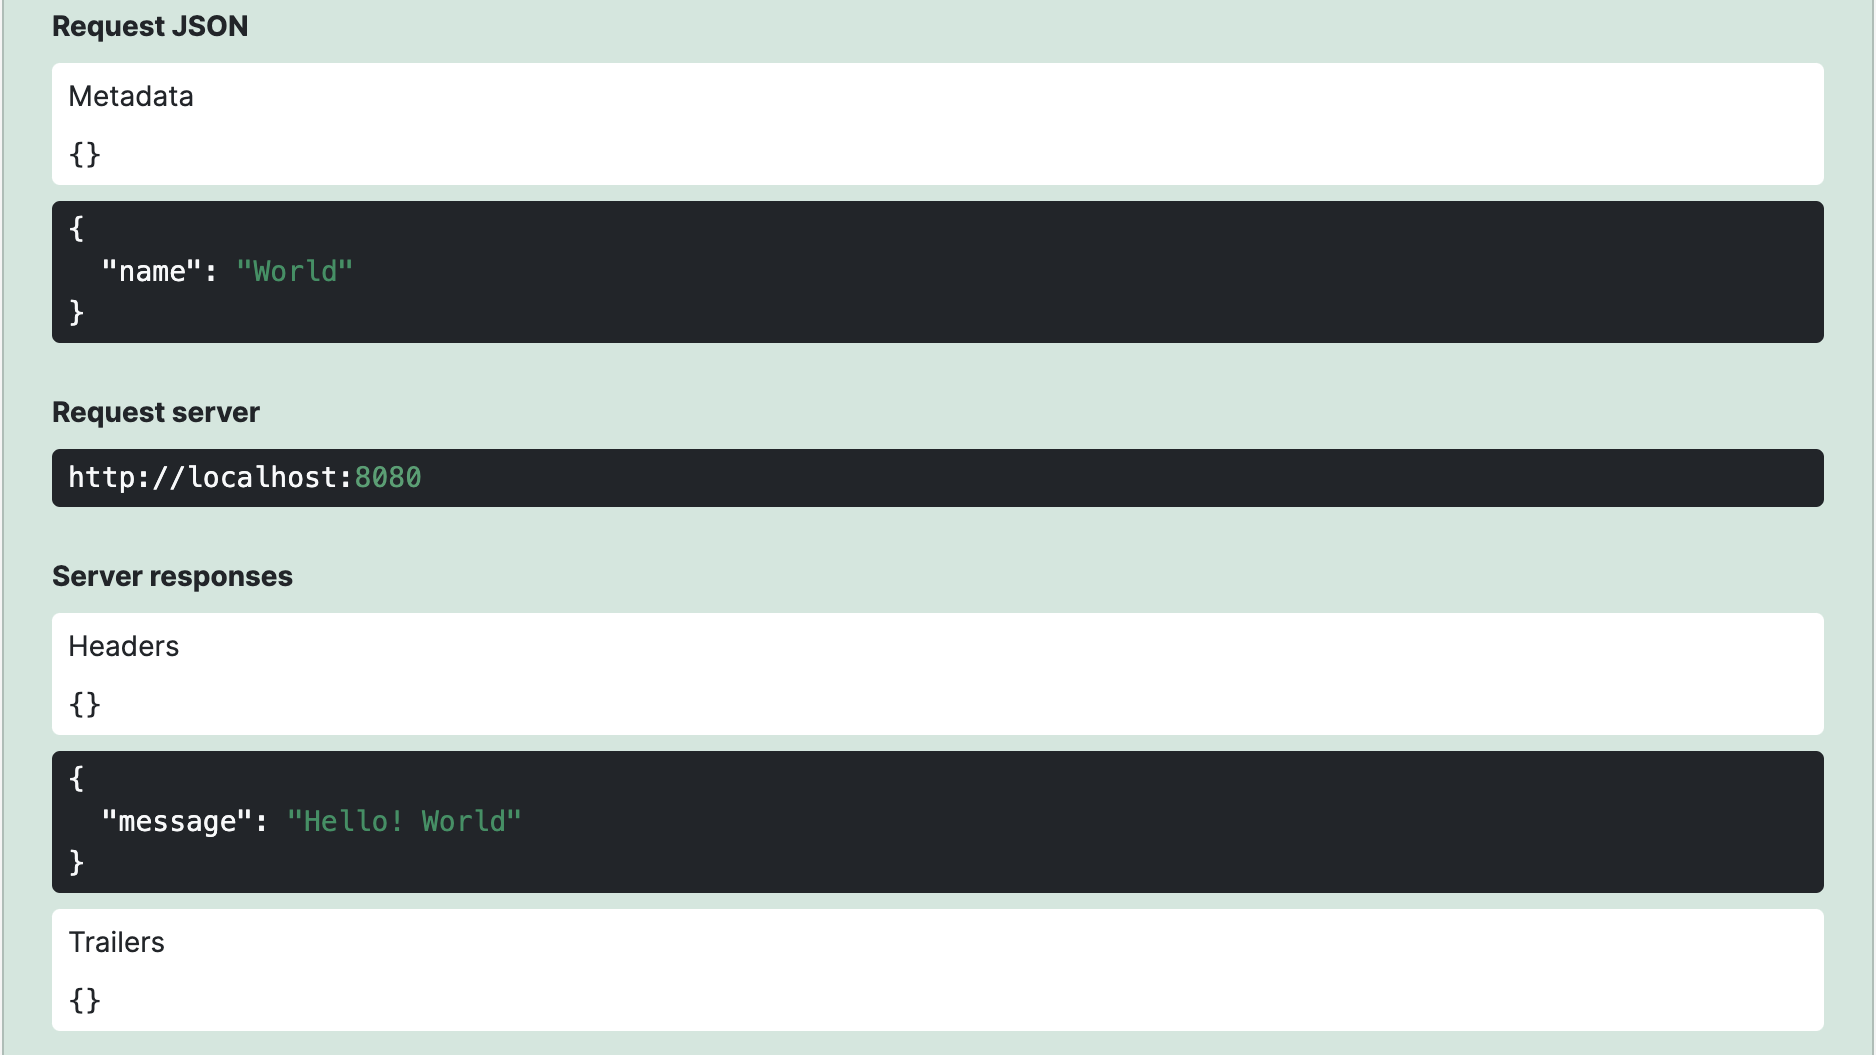 Request JSON
Metadata
{}
{
  "name": "World"
}
Request server
http://localhost:8080
Server responses
Headers
{}
{
  "message": "Hello! World"
}
Trailers
{}